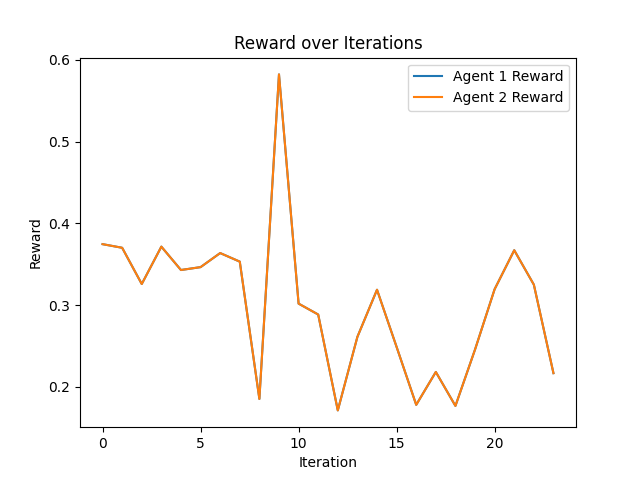 Reward over Iterations
Agent 1 Reward
Agent 2 Reward
0.6
0.5
0.4
0.3
0.2
Reward
0 5 10 15 20
Iteration